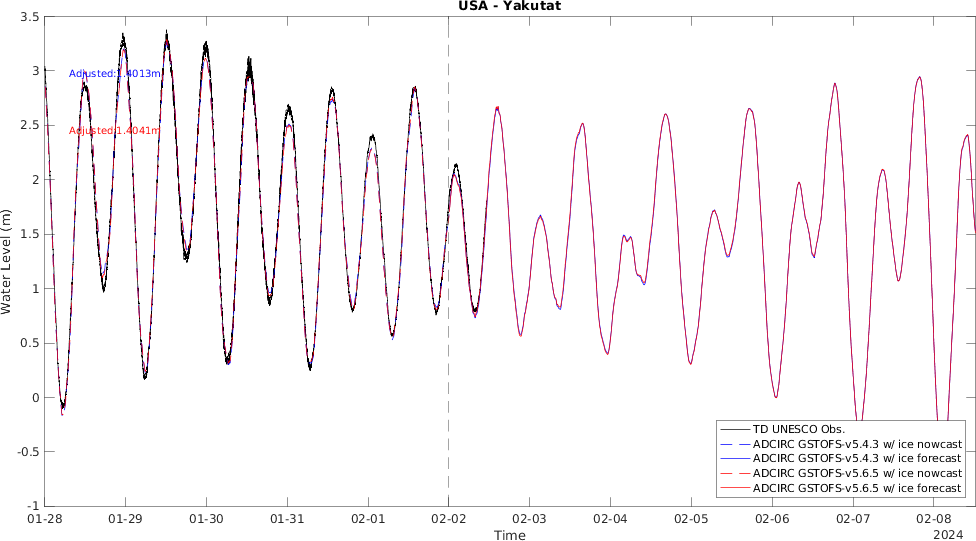 USA - Yakutat
3.5
3
2.5
2
1.5
1
0.5
0
-0.5
-1
Water Level (m)
Adjusted:1.4013m
Adjusted:1.4041m
TD UNESCO Obs.
ADCIRC GSTOFS-v5.4.3 w/ ice nowcast
ADCIRC GSTOFS-v5.4.3 w/ ice forecast
ADCIRC GSTOFS-v5.6.5 w/ ice nowcast
ADCIRC GSTOFS-v5.6.5 w/ ice forecast
01-28 01-29 01-30 01-31 02-01 02-02 02-03 02-04 02-05 02-06 02-07 02-08
Time
2024